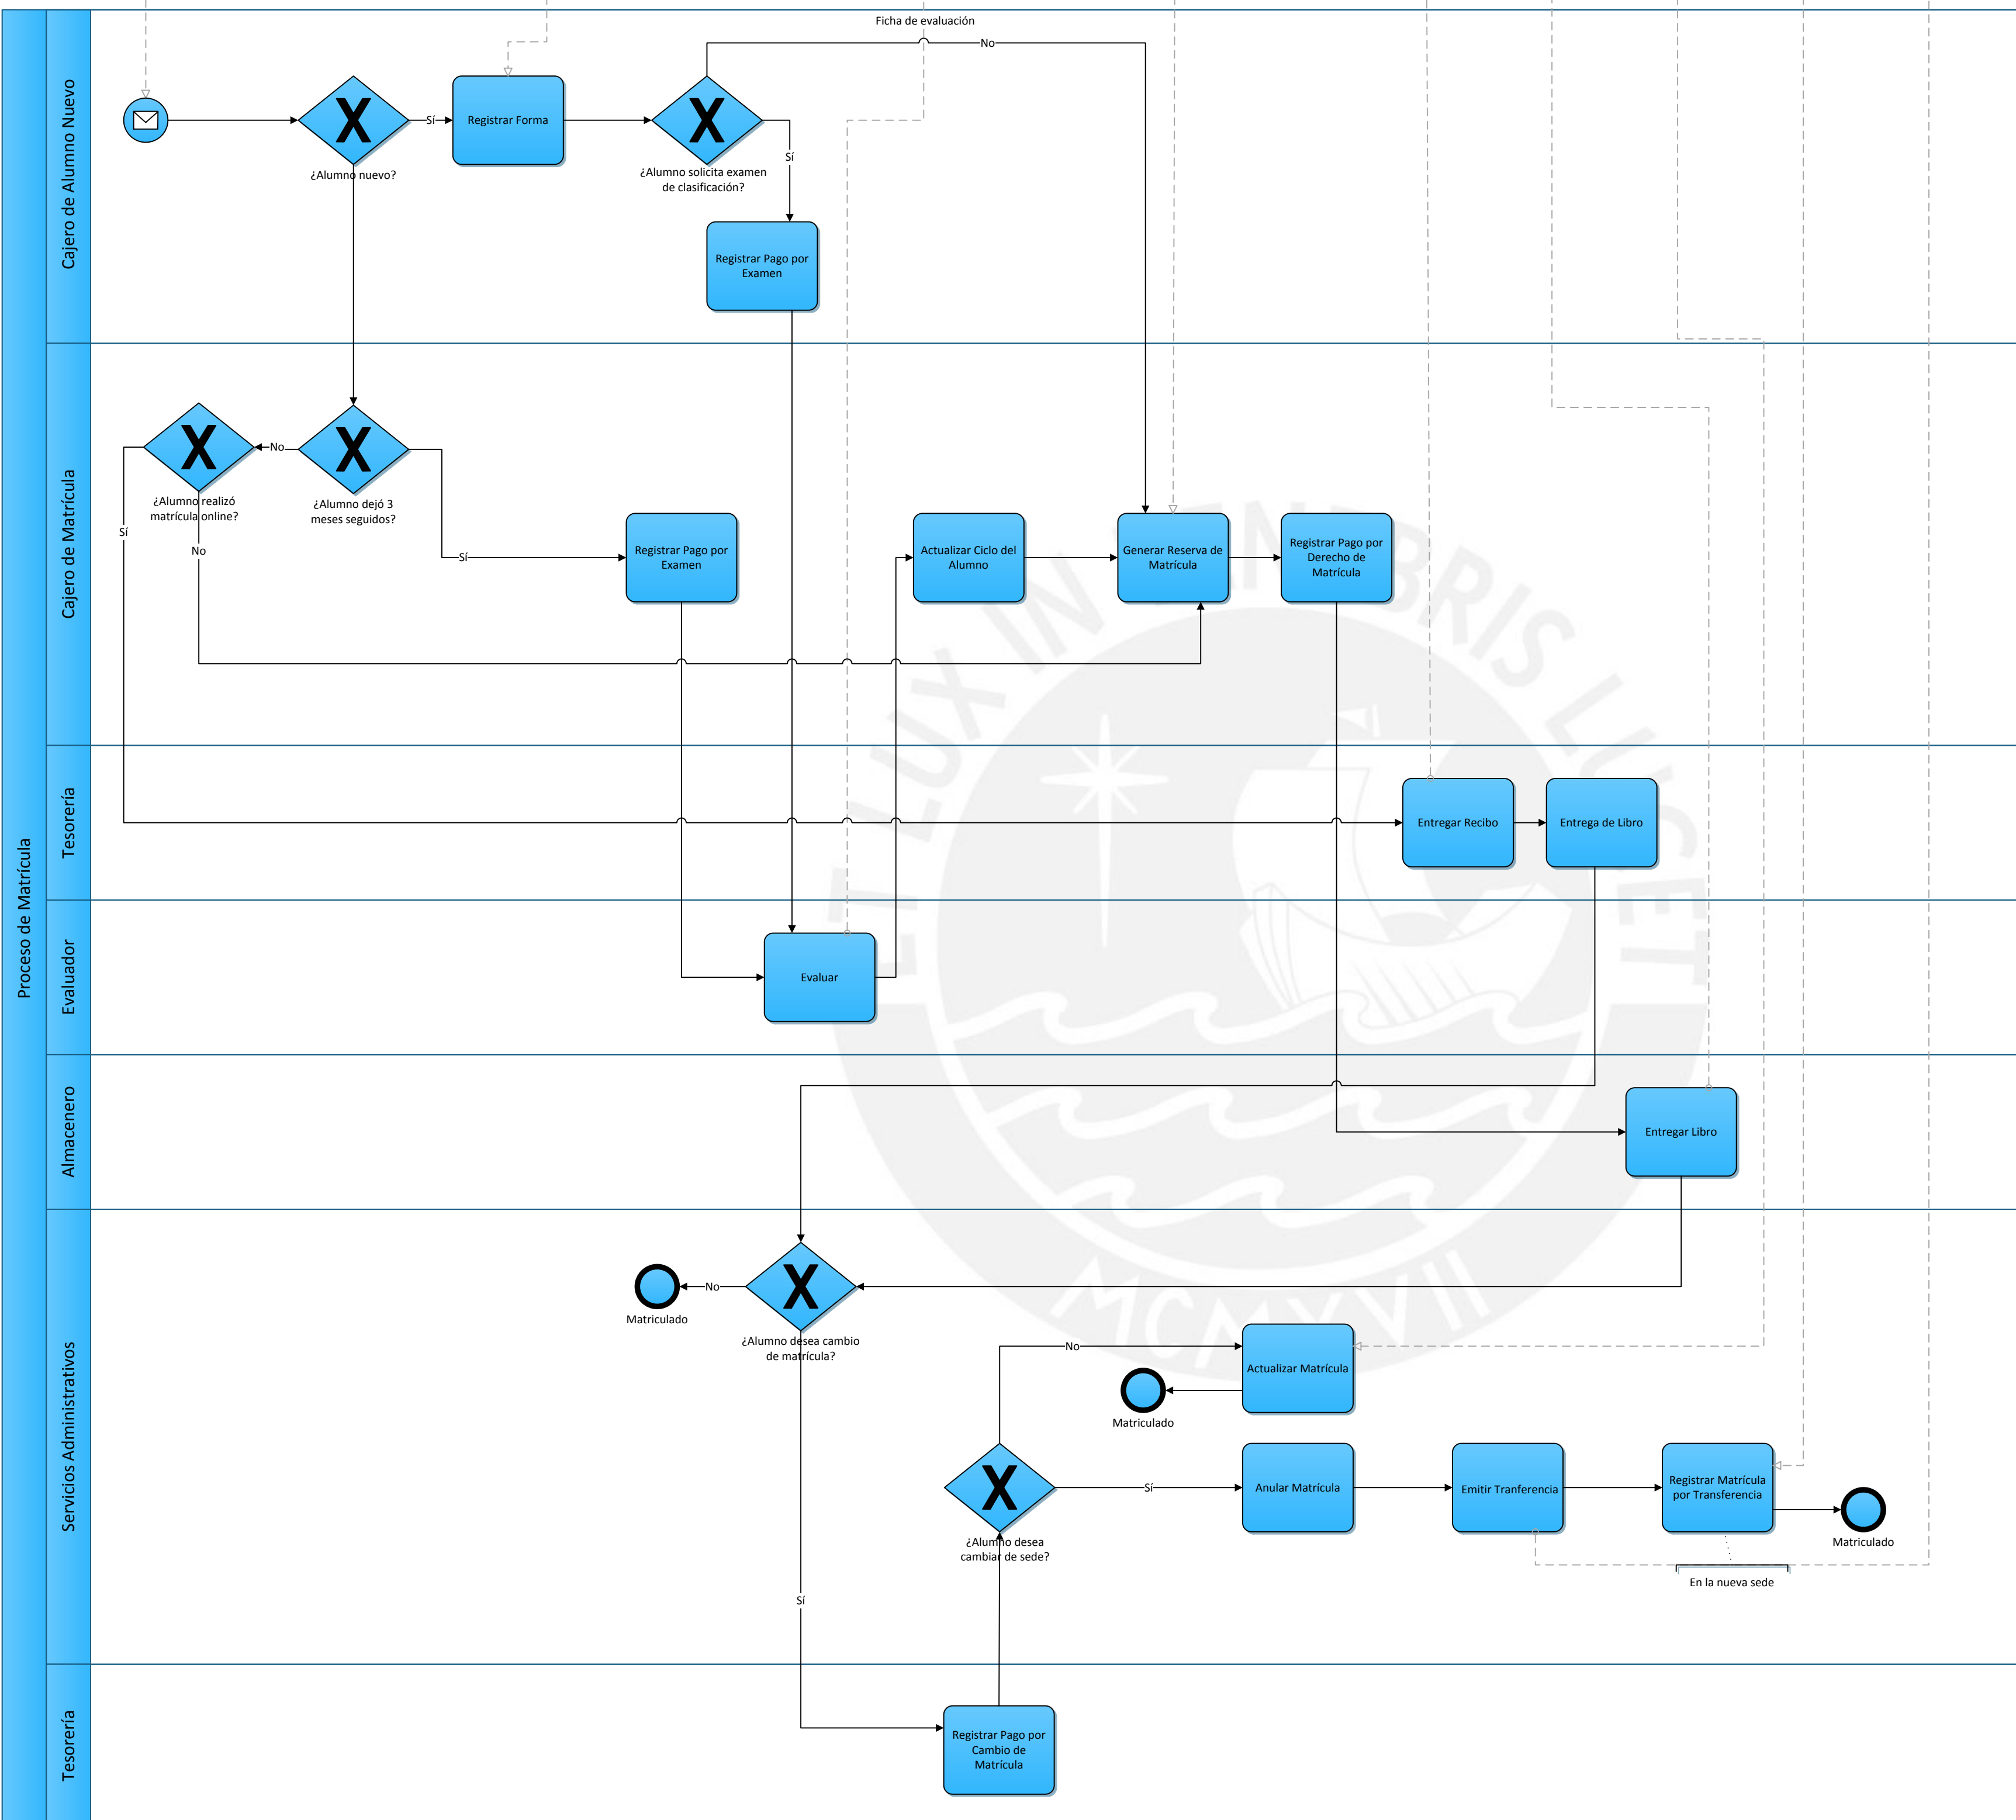 Proceso de Matrícula
Cajero de Alumno Nuevo
Ficha de evaluación
No
¿Alumno nuevo?
Sí
Registrar Forma
¿Alumno solicita examen
de clasificación?
Sí
Registrar Pago por
Examen
Cajero de Matrícula
¿Alumno realizó
matrícula online?
No
¿Alumno dejó 3
meses seguidos?
Sí
No
Sí
Registrar Pago por
Examen
Actualizar Ciclo del
Alumno
Generar Reserva de
Matrícula
Registrar Pago por
Derecho de
Matrícula
Tesorería
Entregar Recibo
Entrega de Libro
Evaluador
Evaluar
Almacenero
Entregar Libro
Servicios Administrativos
Matriculado
No
¿Alumno desea cambio
de matrícula?
No
Actualizar Matrícula
Matriculado
¿Alumno desea
cambiar de sede?
Sí
Anular Matrícula
Emitir Tranferencia
Registrar Matrícula
por Transferencia
Matriculado
En la nueva sede
Sí
Tesorería
Registrar Pago por
Cambio de
Matrícula
MCMXVII